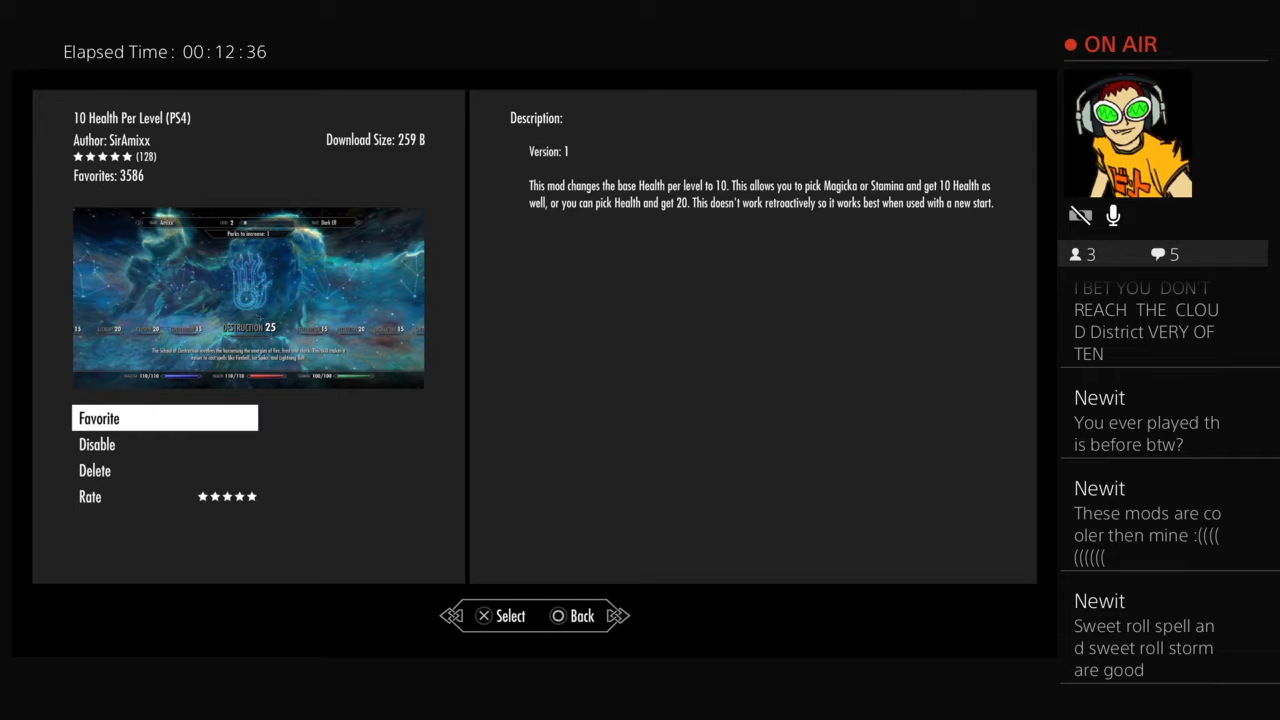 Elapsed Time: 00:12:36
ON AIR
10 Health Per Level (PS4)
Author: SirAmixx
Download Size: 259 B
(128)
Favorites: 3586
Perks to increase: 1
DESTRUCTION 25
Favorite
Disable
Delete
Rate
Select
Back
Description:
Version: 1
This mod changes the base Health per level to 10. This allows you to pick Magicka or Stamina and get 10 Health as
well, or you can pick Health and get 20. This doesn't work retroactively so it works best when used with a new start.
3
5
I BET YOU DON'T
REACH THE CLOU
D District VERY OF
TEN
Newit
You ever played th
is before btw?
Newit
These mods are co
oler then mine :((((
((((((
Newit
Sweet roll spell an
d sweet roll storm
are good